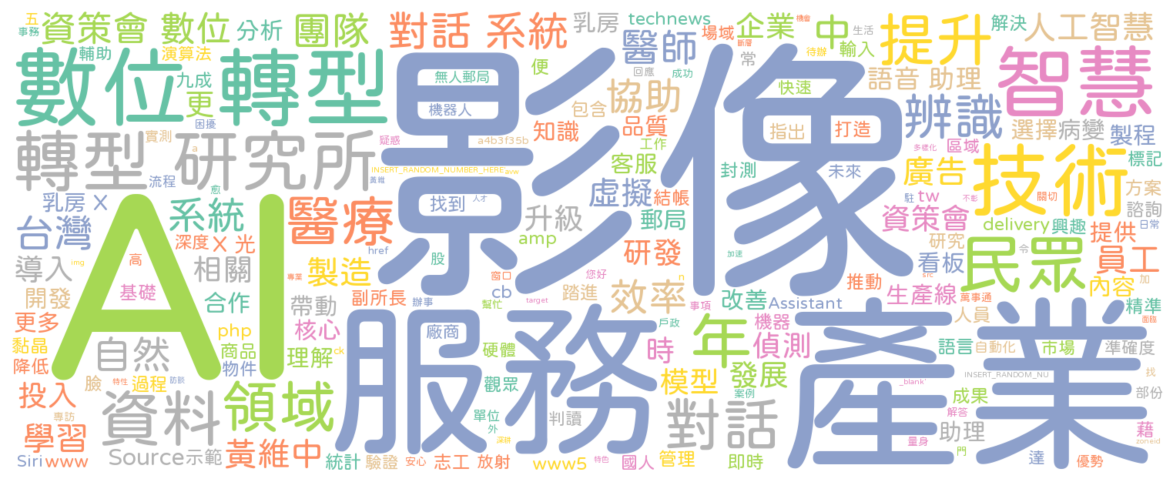 五 資策會 數位 分析 團隊 對話 系統 乳房 technews 場域 企業 機會 中 生活 提升 解決 人工智慧
事務 輔助 演算法 醫師 常 待辦 輸入 語音 助理
數位 轉型 九成 更 困擾 無人郵局 回應 便 成功 協助 快速 辨識 智慧
機器人 包含 知識 品質 指出 打造 選擇 病變 製程
轉型 研究所 實測 疑惑 a4b3f35b 工作 客服 封測 未來 多樣化 區域 標記
流程 INSERT_RANDOM_NUMBER_HERE 人才 廣告 技術 方案
乳房 X 愈 找到 虛擬 結帳 tw 關切 諮詢
台灣 系統 醫療 影像 升級 郵局 資策會 delivery 興趣 日常
深度 X 光 href 股 amp 研發 研究 令 提供
導入 img 高 相關 專業 製造 窗口 您好 加速 看板 民眾 員工
開發 基礎 合作 副所長 辦事 cb 踏進 效率 推動 生產線 內容 加
AI 帶動 幫忙 target 事項 改善 Assistant 萬事通 精準
更多 php 核心 廠商 戶政 年 機器 人員
黏晶 自然 商品 理解 服務 硬體 時 偵測 產業 語言 自動化 市場 準確度
降低 物件 觀眾 模型 發展 _blank INSERT_RANDOM_NU 找
投入 臉 過程 特性 領域 案例 成果 部份
資料 單位 判讀 對話 解答 助理 藉
學習 專訪 外 量身
Siri www Source 示範 黃維中 統計 驗證 安心 志工 放射 www5 特色 國人 管理 即時 門 達 優勢